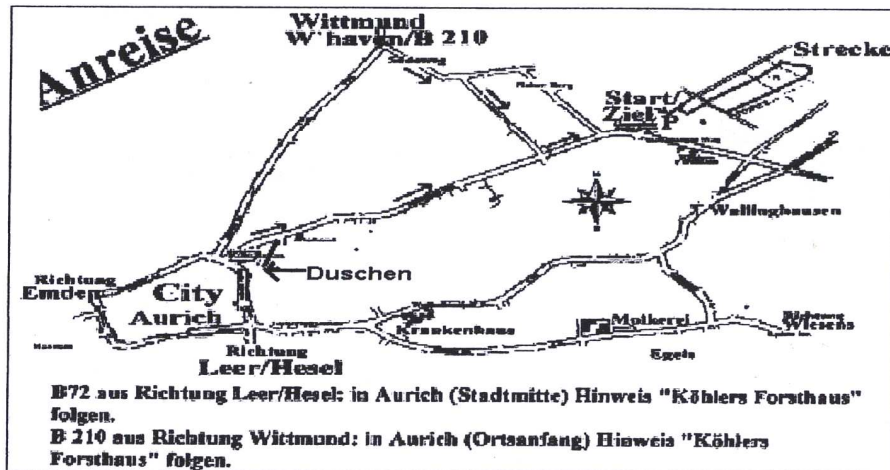 Anreise
Wittmund
W'haven/B 210
Südeweg
Strecke
Start/
Ziel
P
Wallinghausen
Duschen
Richtung
Emden
City
Aurich
Krankenhaus
Molkerei
Richtung
Wiesens
Richtung
Leer/Hesel
Egels
B72 aus Richtung Leer/Hesel: in Aurich (Stadtmitte) Hinweis "Köhlers Forsthaus"
folgen.
B 210 aus Richtung Wittmund: in Aurich (Ortsanfang) Hinweis "Köhlers
Forsthaus" folgen.